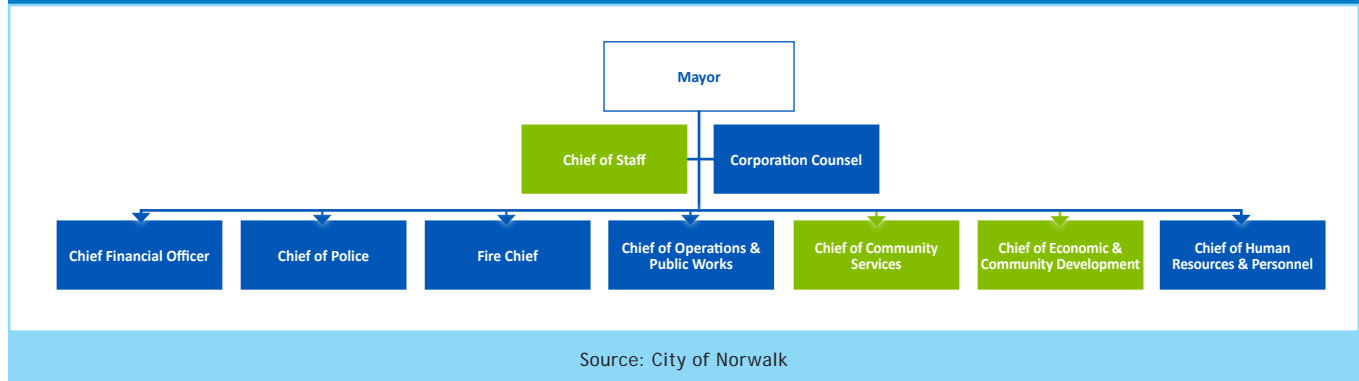 Mayor
Chief of Staff
Corporation Counsel
Chief Financial Officer
Chief of Police
Fire Chief
Chief of Operations &
Public Works
Chief of Community
Services
Chief of Economic &
Community Development
Chief of Human
Resources & Personnel
Source: City of Norwalk